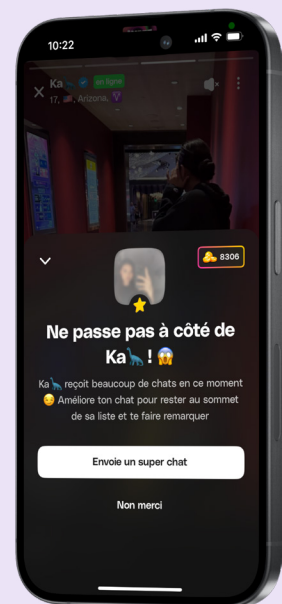 10:22
Ka🦕 en ligne
17, 🇺🇸, Arizona, ♈
8306
Ne passe pas à côté de
Ka🦕 ! 😱
Ka🦕 reçoit beaucoup de chats en ce moment
😏 Améliore ton chat pour rester au sommet
de sa liste et te faire remarquer
Envoie un super chat
Non merci